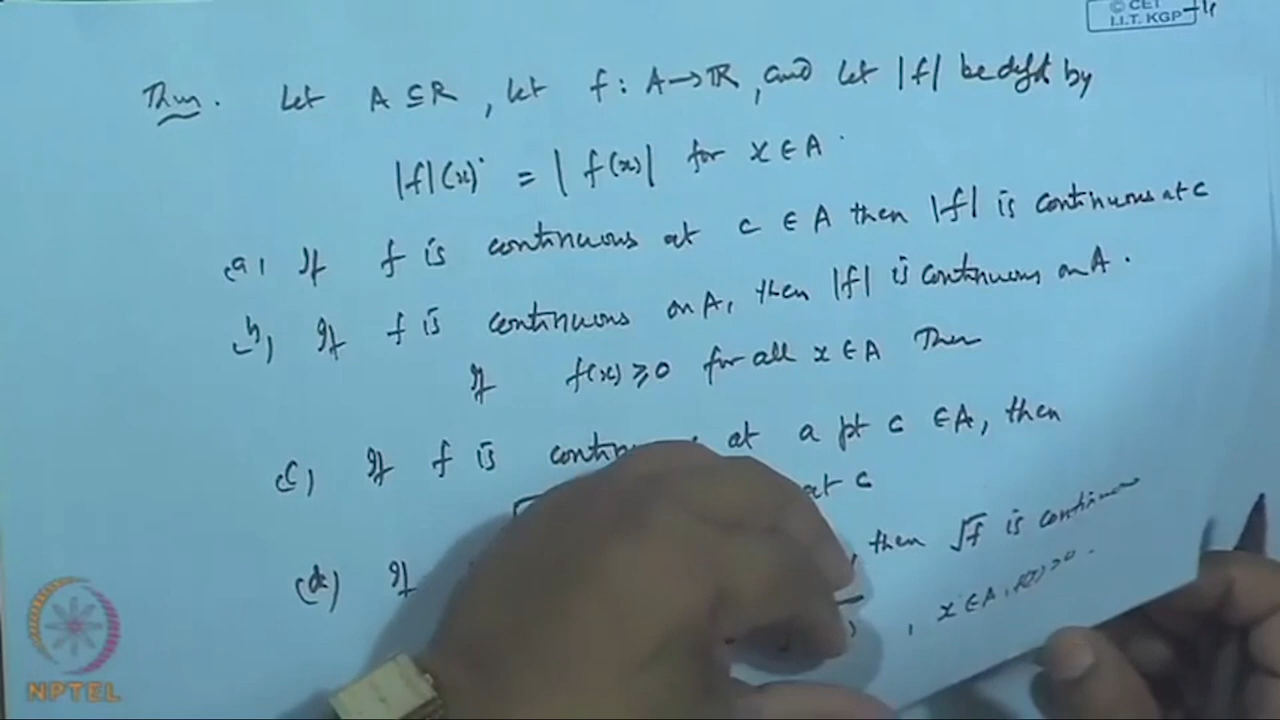 © CET
I.I.T. KGP
Thm. Let A ⊆ R, let f : A → R, and let |f| be defd by
|f|(x) = | f(x)| for x ∈ A.
(a) If f is continuous at c ∈ A then |f| is continuous at c
(b) If f is continuous on A, then |f| is continuous on A.
If f(x) ≥ 0 for all x ∈ A Then
(c) If f is at a pt c ∈ A, then
at c
(d) If , then √f is continuous
, x ∈ A, f(x) ≥ 0.
NPTEL